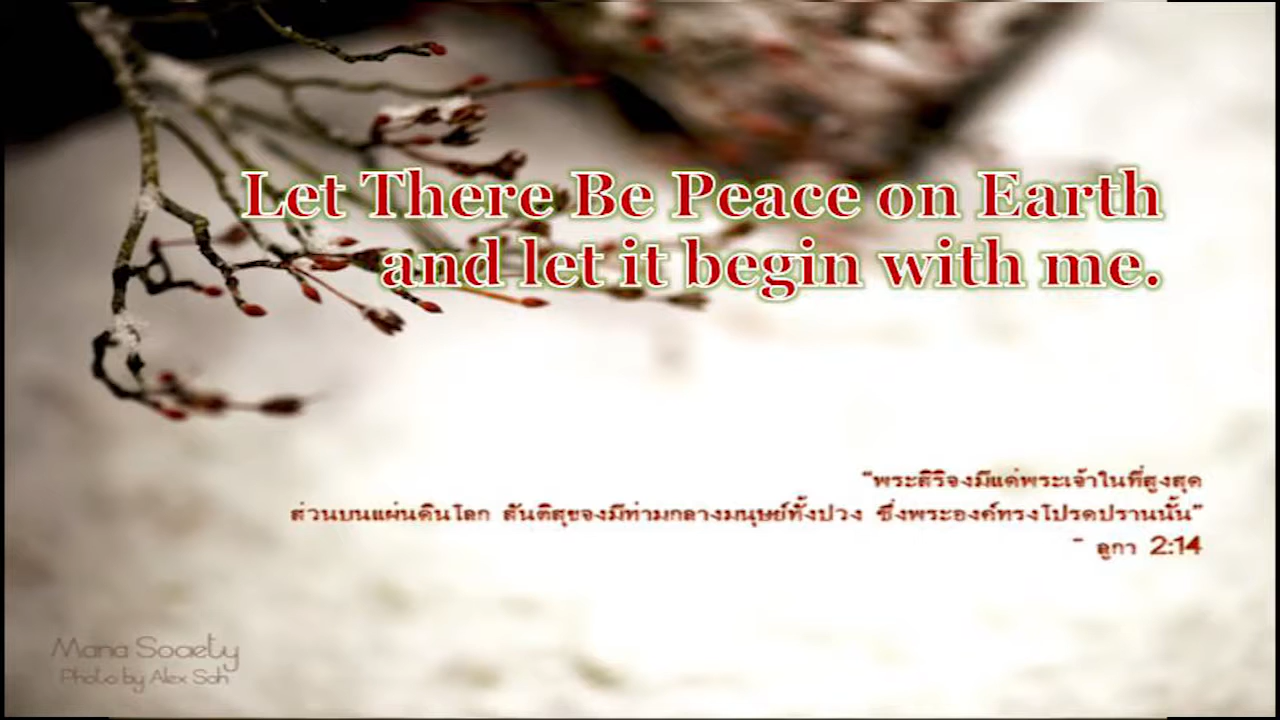 Let There Be Peace on Earth
and let it begin with me.
“พระสิริจงมีแด่พระเจ้าในที่สูงสุด
ส่วนบนแผ่นดินโลก สันติสุขจงมีท่ามกลางมนุษย์ทั้งปวง ซึ่งพระองค์ทรงโปรดปรานนั้น”
- ลูกา 2:14
Mana Society
Photo by Alex Soh